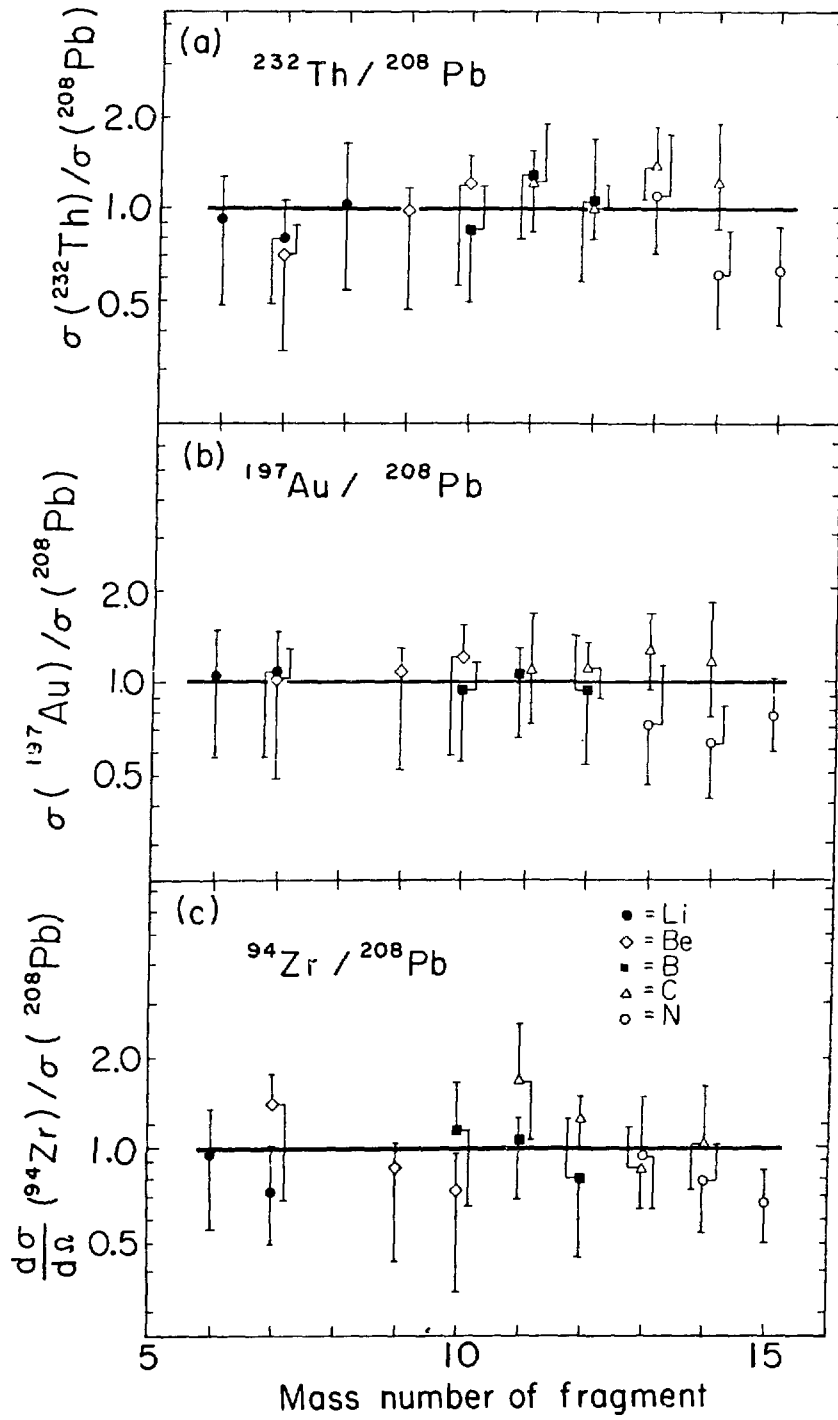 (a)
²³²Th / ²⁰⁸Pb
σ (²³²Th) / σ (²⁰⁸Pb)
2.0
1.0
0.5
(b)
¹⁹⁷Au / ²⁰⁸Pb
σ (¹⁹⁷Au) / σ (²⁰⁸Pb)
2.0
1.0
0.5
(c)
⁹⁴Zr / ²⁰⁸Pb
● = Li
◇ = Be
■ = B
△ = C
○ = N
dσ/dΩ (⁹⁴Zr) / σ (²⁰⁸Pb)
2.0
1.0
0.5
5
10
15
Mass number of fragment